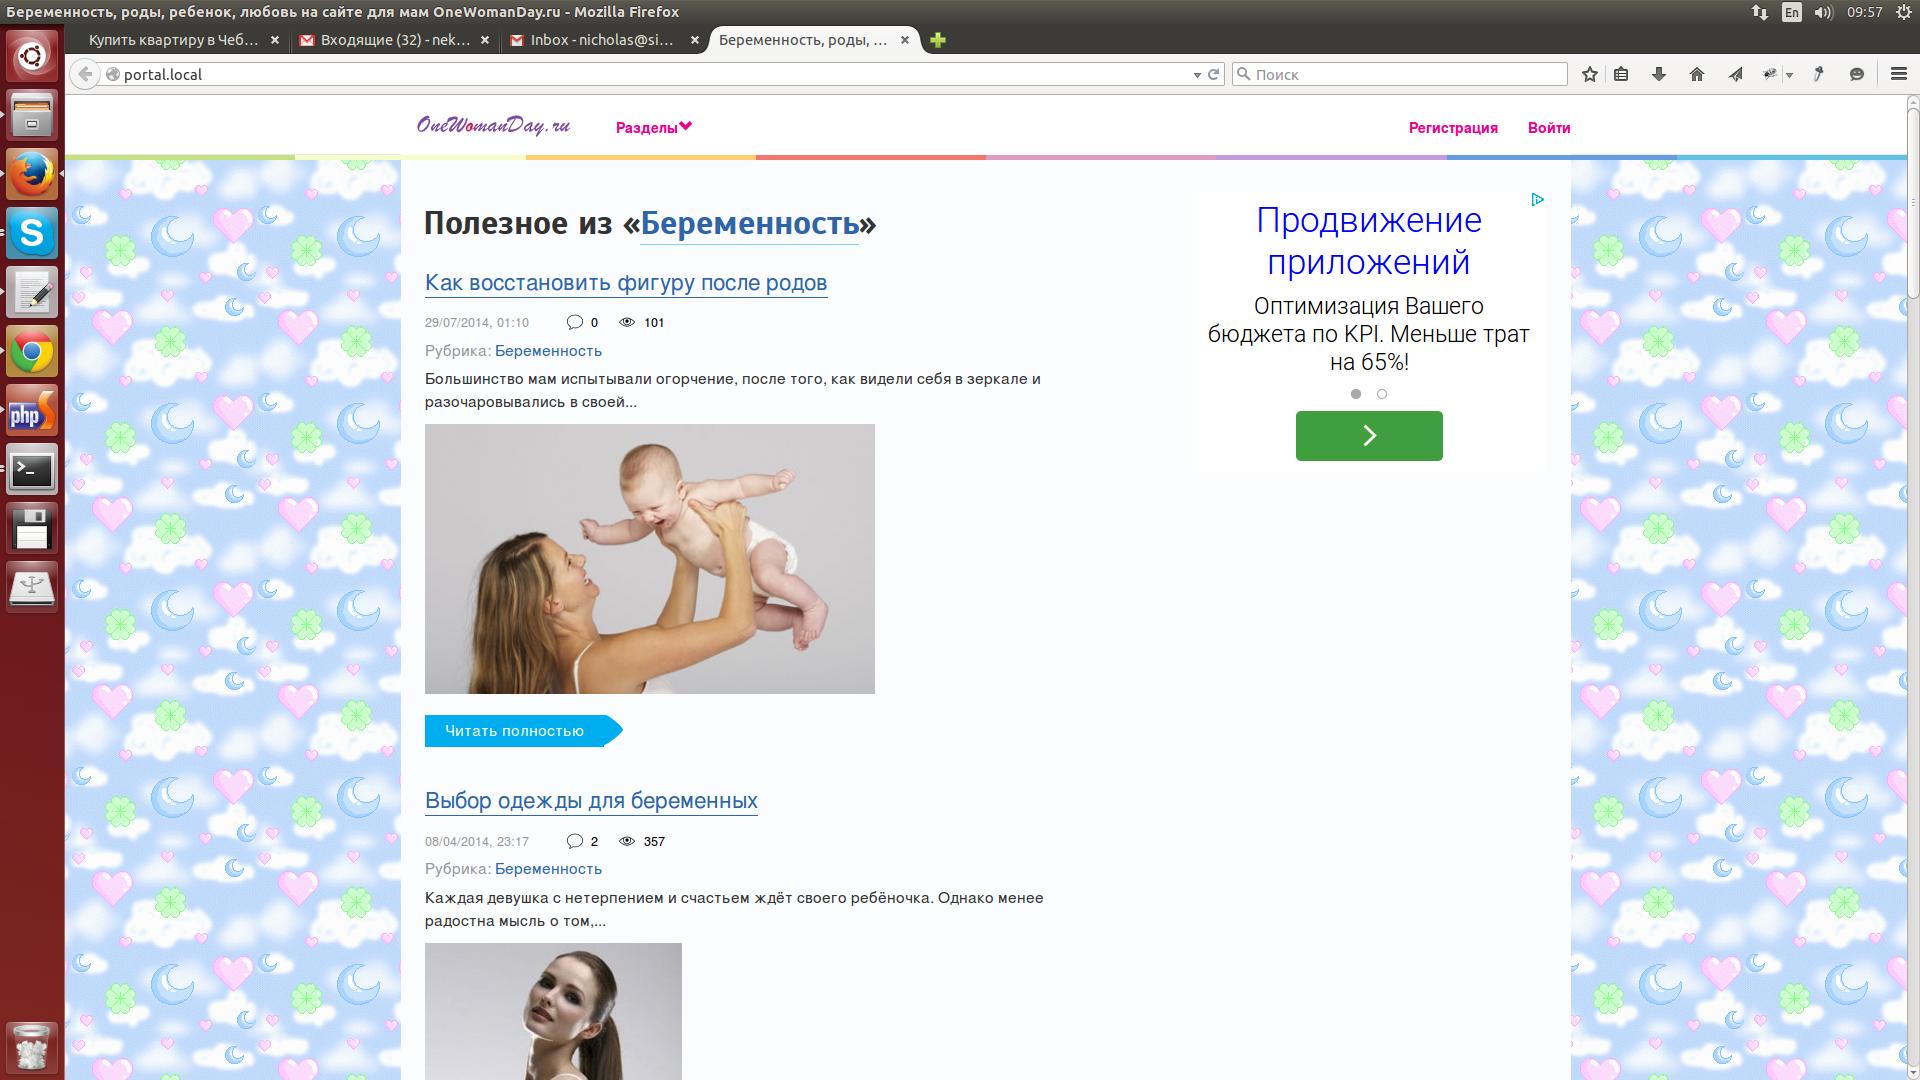 Беременность, роды, ребенок, любовь на сайте для мам OneWomanDay.ru - Mozilla Firefox
En
09:57
Купить квартиру в Чеб...
Входящие (32) - nek...
Inbox - nicholas@si...
Беременность, роды, ...
portal.local
Поиск
OneWomanDay.ru
Разделы
Регистрация
Войти
Полезное из «Беременность»
Как восстановить фигуру после родов
29/07/2014, 01:10
0
101
Рубрика: Беременность
Большинство мам испытывали огорчение, после того, как видели себя в зеркале и
разочаровывались в своей...
Читать полностью
Выбор одежды для беременных
08/04/2014, 23:17
2
357
Рубрика: Беременность
Каждая девушка с нетерпением и счастьем ждёт своего ребёночка. Однако менее
радостна мысль о том,...
Продвижение
приложений
Оптимизация Вашего
бюджета по KPI. Меньше трат
на 65%!
S
php
>_